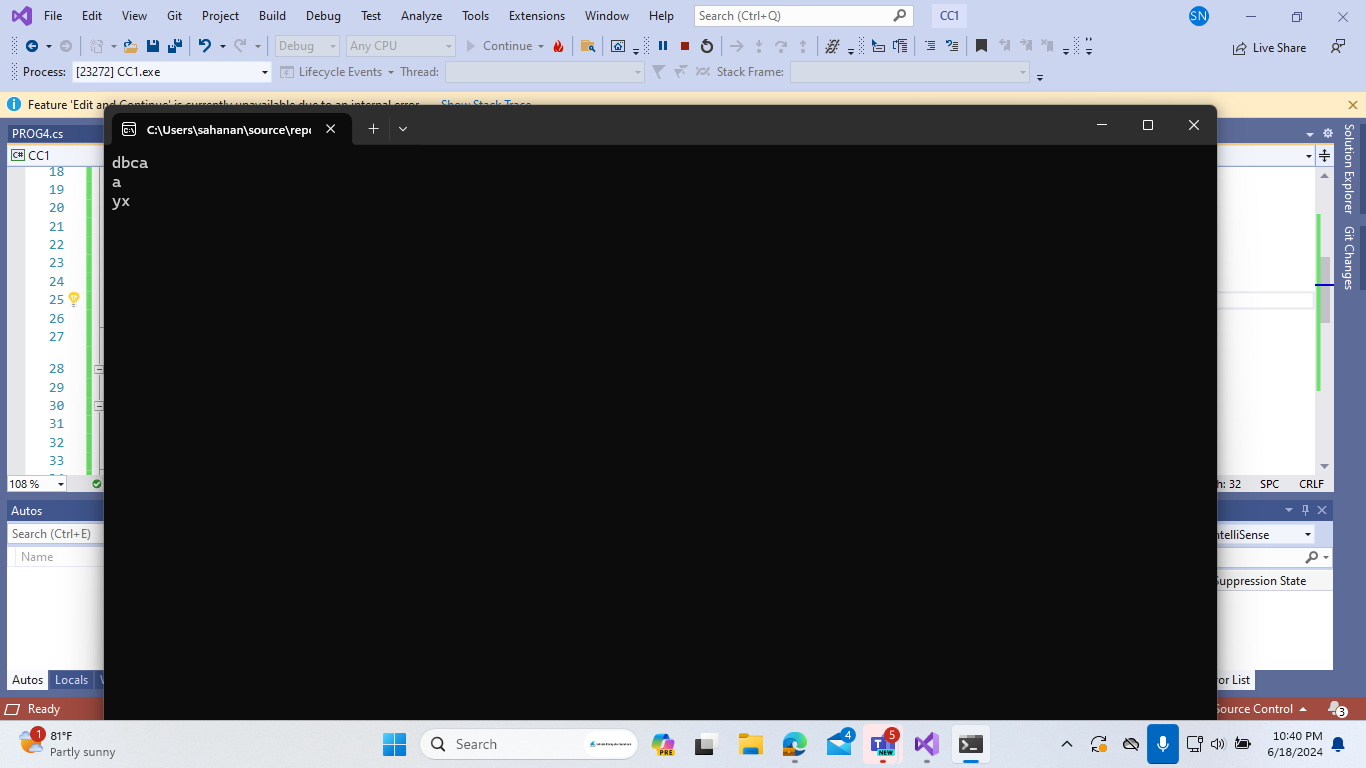 File Edit View Git Project Build Debug Test Analyze Tools Extensions Window Help Search (Ctrl+Q) CC1 SN
Debug Any CPU Continue Live Share
Process: [23272] CC1.exe Lifecycle Events Thread: Stack Frame:
Feature 'Edit and Continue' is currently unavailable due to an internal error. Show Stack Trace
C:\Users\sahanan\source\repo
PROG4.cs
C# CC1
dbca
a
yx
18
19
20
21
22
23
24
25
26
27
28
29
30
31
32
33
108 %
h: 32 SPC CRLF
Solution Explorer
Git Changes
Autos
Search (Ctrl+E)
ntelliSense
Name
Suppression State
Autos Locals
or List
Ready
Source Control
3
1
81°F
Partly sunny
Search
PRE
4
5
NEW
10:40 PM
6/18/2024